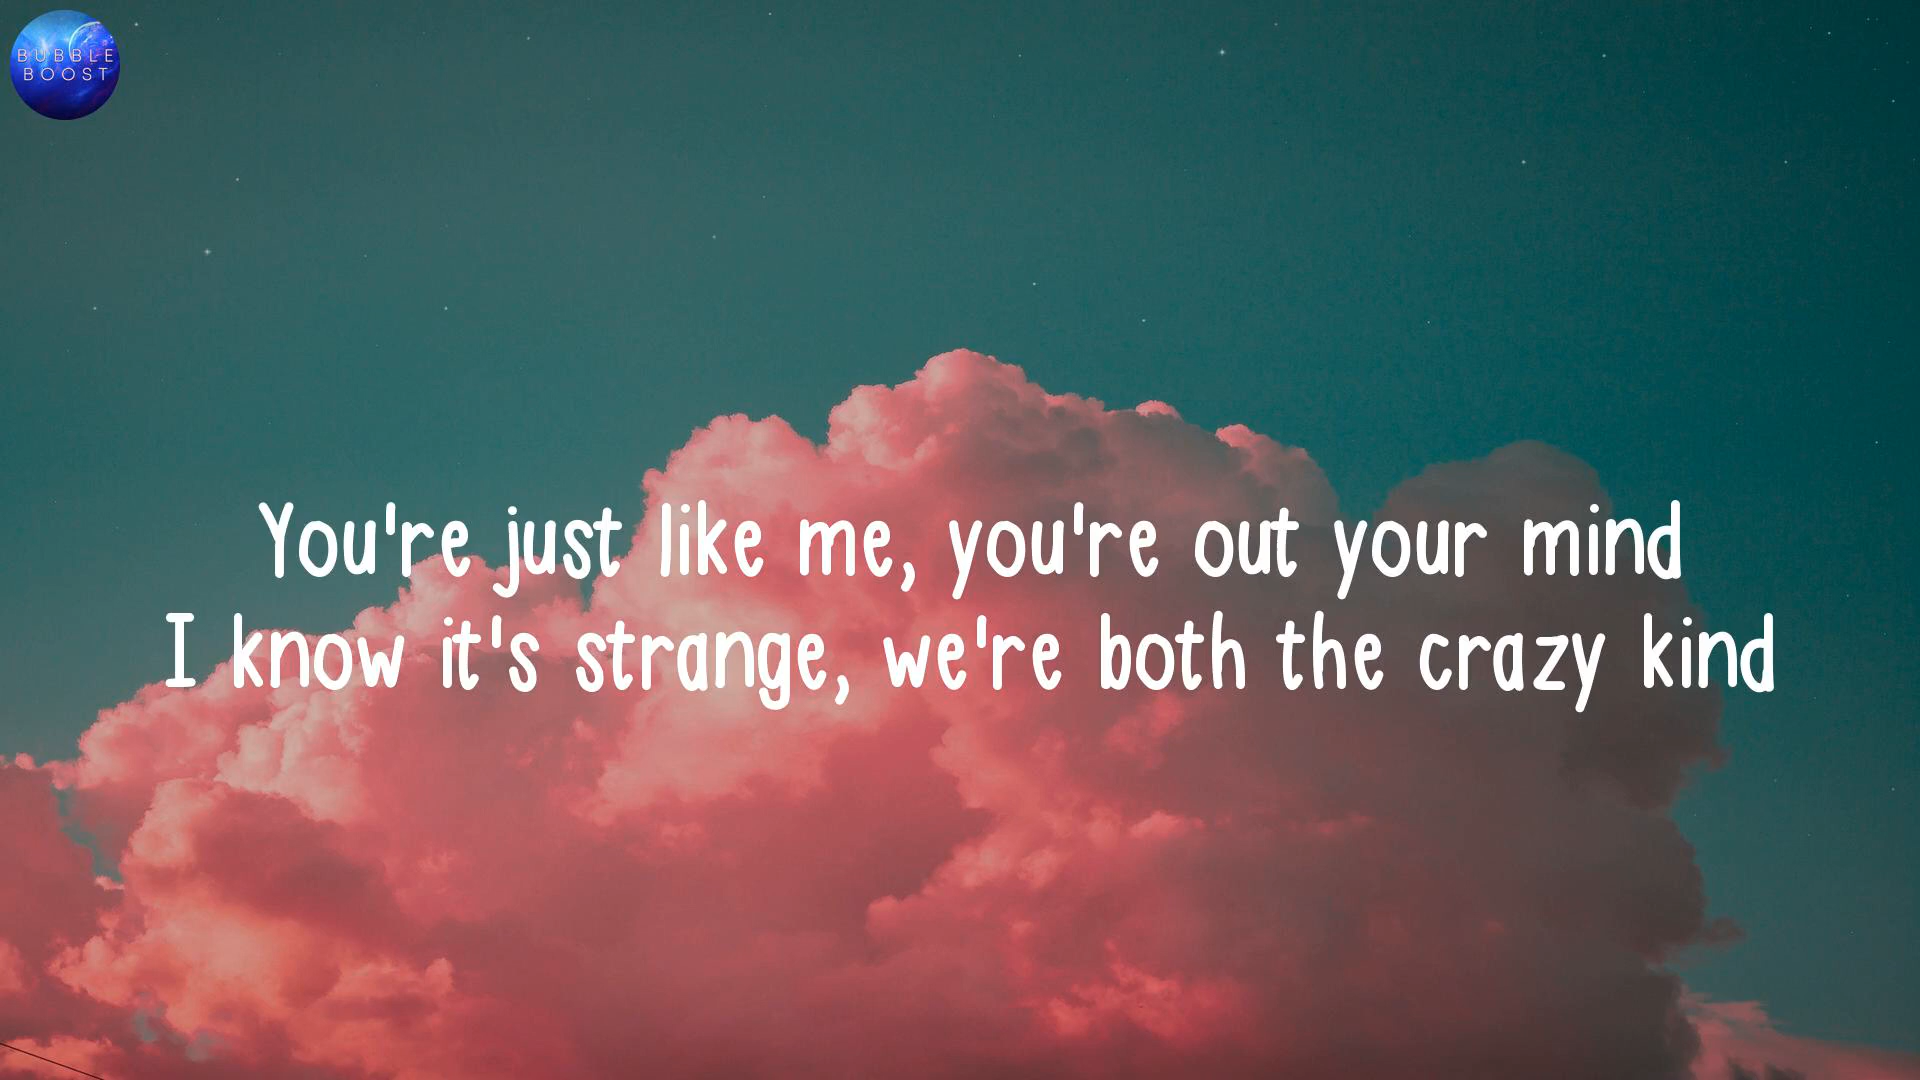 BUBBLE
BOOST
You're just like me, you're out your mind
I know it's strange, we're both the crazy kind